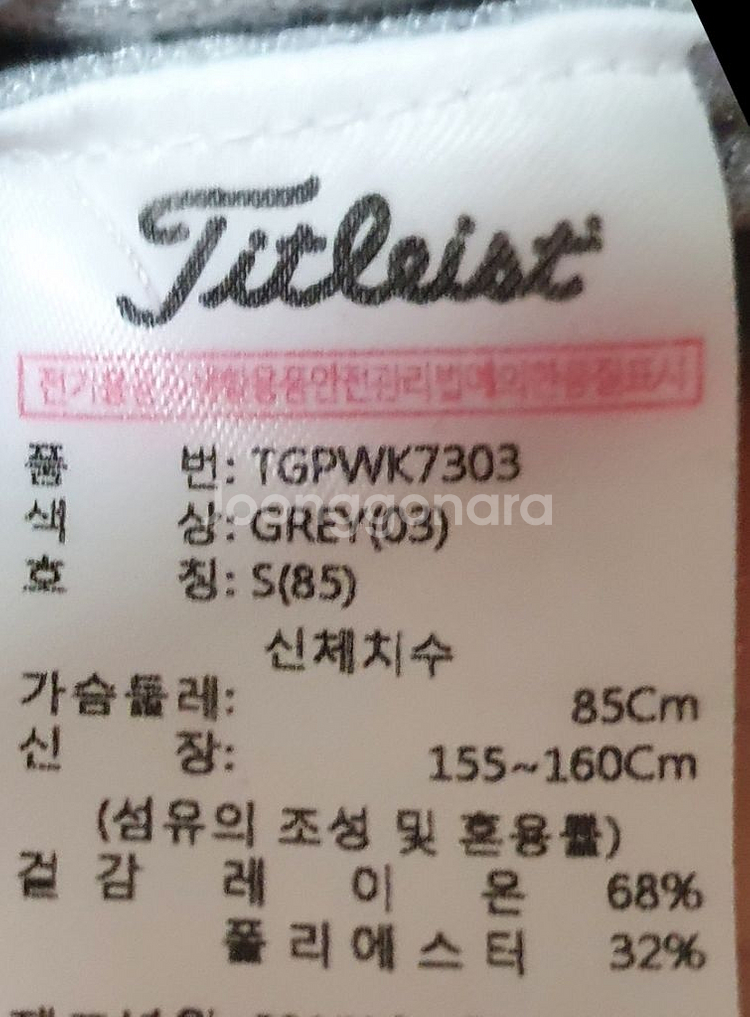 Titleist
전기용품 및 생활용품안전관리법에의한품질표시
품 번: TGPWK7303
색 상: GREY(03)
joonggonara
호 칭: S(85)
신체치수
가슴둘레: 85Cm
신 장: 155~160Cm
(섬유의 조성 및 혼용률)
겉 감 레 이 온 68%
폴 리 에 스 터 32%